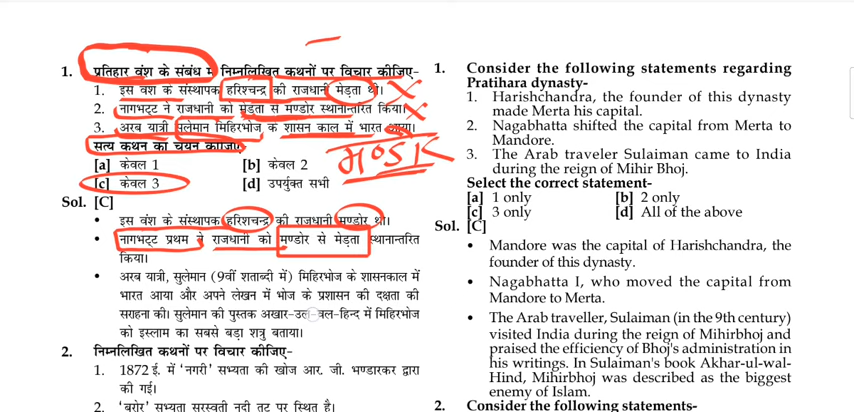 1. प्रतिहार वंश के संबंध में निम्नलिखित कथनों पर विचार कीजिए-
1. इस वंश के संस्थापक हरिश्चन्द्र की राजधानी मेड़ता थी।
2. नागभट्ट ने राजधानी को मेड़ता से मण्डोर स्थानान्तरित किया।
3. अरब यात्री सुलेमान मिहिरभोज के शासन काल में भारत आया।
सत्य कथन का चयन कीजिए
[a] केवल 1 [b] केवल 2
[c] केवल 3 [d] उपर्युक्त सभी
Sol. [C]
• इस वंश के संस्थापक हरिशचन्द्र की राजधानी मण्डोर थी।
• नागभट्ट प्रथम ने राजधानी को मण्डोर से मेड़ता स्थानान्तरित
किया।
• अरब यात्री, सुलेमान (9वीं शताब्दी में) मिहिरभोज के शासनकाल में
भारत आया और अपने लेखन में भोज के प्रशासन की दक्षता की
सराहना की। सुलेमान की पुस्तक अखार-उल-वल-हिन्द में मिहिरभोज
को इस्लाम का सबसे बड़ा शत्रु बताया।
2. निम्नलिखित कथनों पर विचार कीजिए-
1. 1872 ई. में 'नगरी' सभ्यता की खोज आर. जी. भण्डारकर द्वारा
की गई।
2. 'बरोर' सभ्यता सरस्वती नदी तट पर स्थित है।
1. Consider the following statements regarding
Pratihara dynasty-
1. Harishchandra, the founder of this dynasty
made Merta his capital.
2. Nagabhatta shifted the capital from Merta to
Mandore.
3. The Arab traveler Sulaiman came to India
during the reign of Mihir Bhoj.
Select the correct statement-
[a] 1 only [b] 2 only
[c] 3 only [d] All of the above
Sol. [C]
• Mandore was the capital of Harishchandra, the
founder of this dynasty.
• Nagabhatta I, who moved the capital from
Mandore to Merta.
• The Arab traveller, Sulaiman (in the 9th century)
visited India during the reign of Mihirbhoj and
praised the efficiency of Bhoj's administration in
his writings. In Sulaiman's book Akhar-ul-wal-
Hind, Mihirbhoj was described as the biggest
enemy of Islam.
2. Consider the following statements-